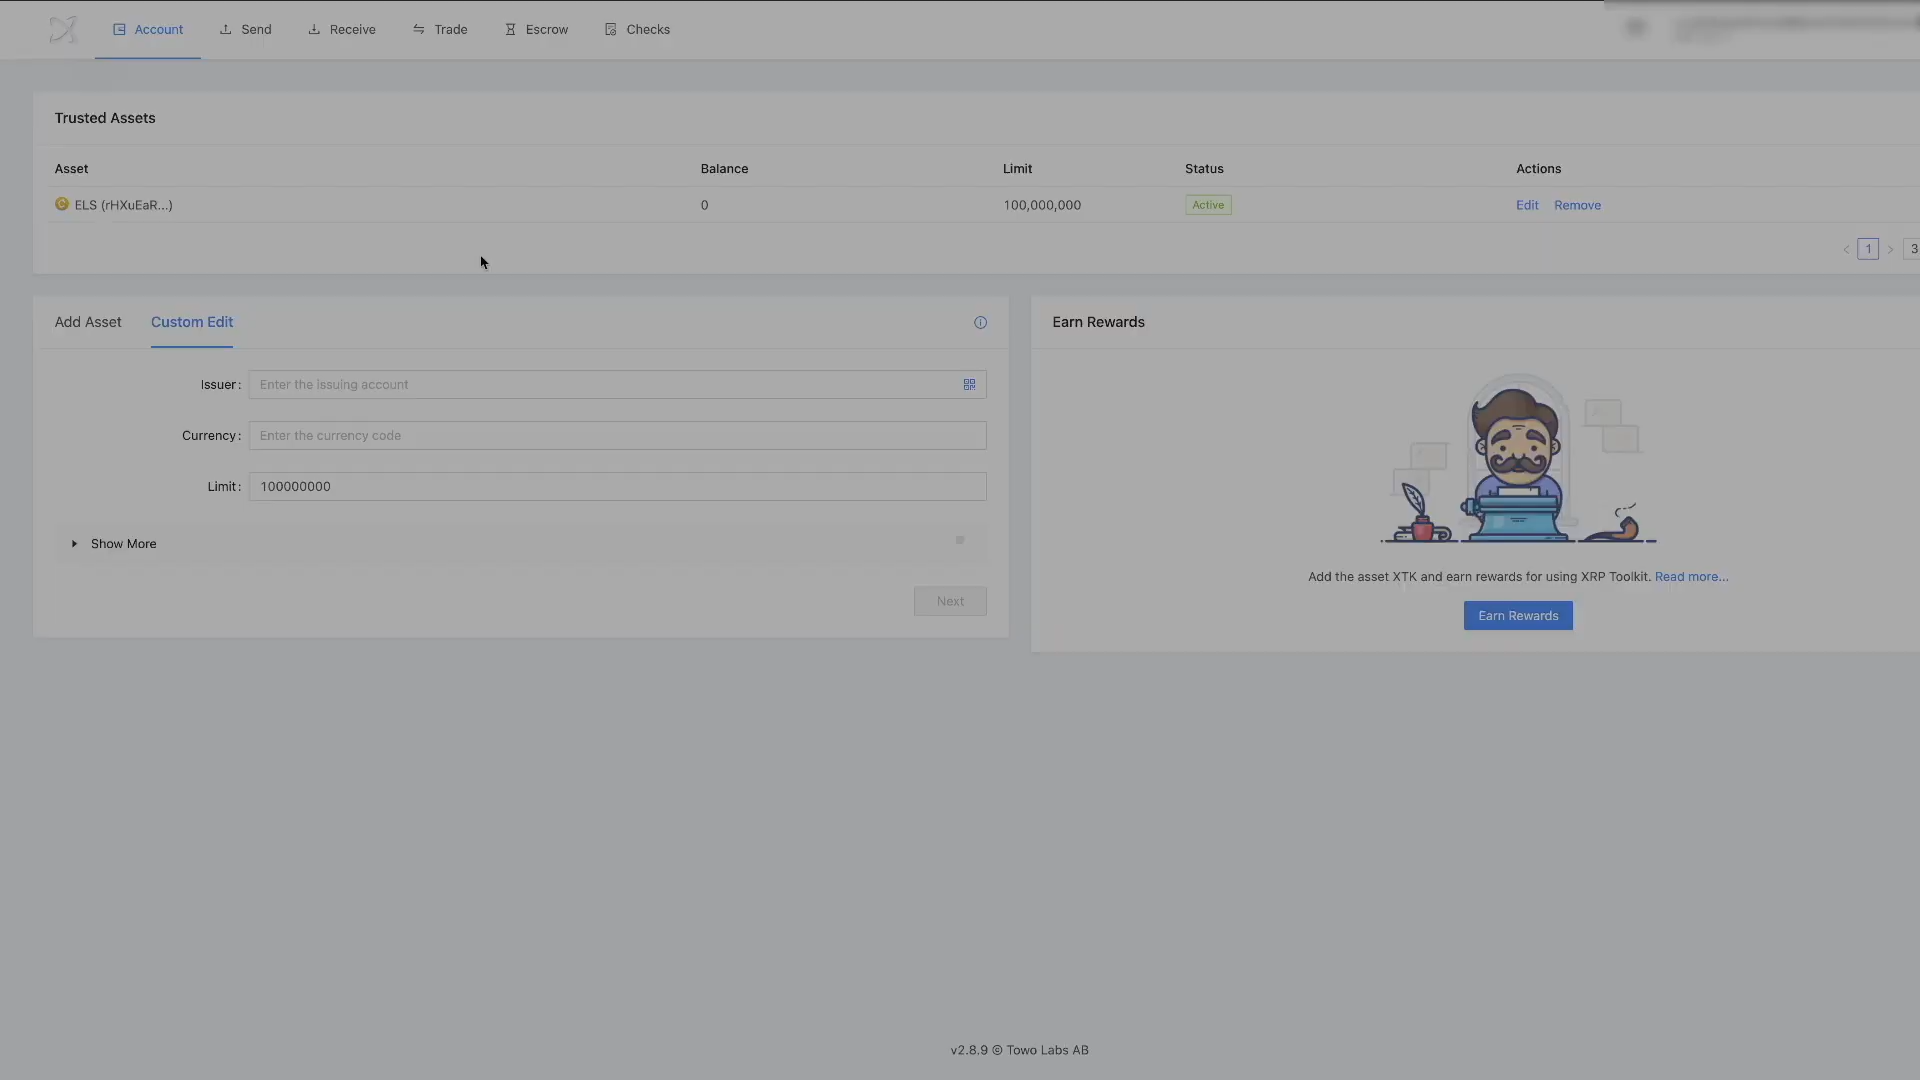 Account Send Receive Trade Escrow Checks
Trusted Assets
Asset Balance Limit Status Actions
ELS (rHXuEaR...) 0 100,000,000 Active Edit Remove
< 1 > 3
Add Asset Custom Edit
Earn Rewards
Issuer: Enter the issuing account
Currency: Enter the currency code
Limit: 100000000
Show More
Next
Add the asset XTK and earn rewards for using XRP Toolkit. Read more...
Earn Rewards
v2.8.9 © Towo Labs AB